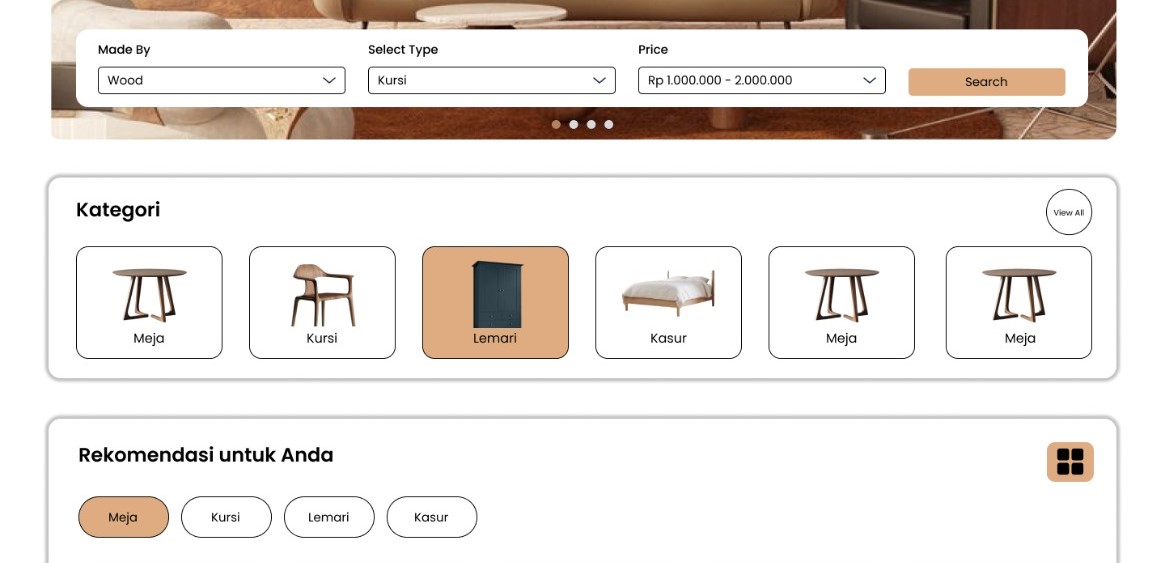 Made By
Select Type
Price
Wood
Kursi
Rp 1.000.000 - 2.000.000
Search
Kategori
View All
Meja
Kursi
Lemari
Kasur
Meja
Meja
Rekomendasi untuk Anda
Meja
Kursi
Lemari
Kasur